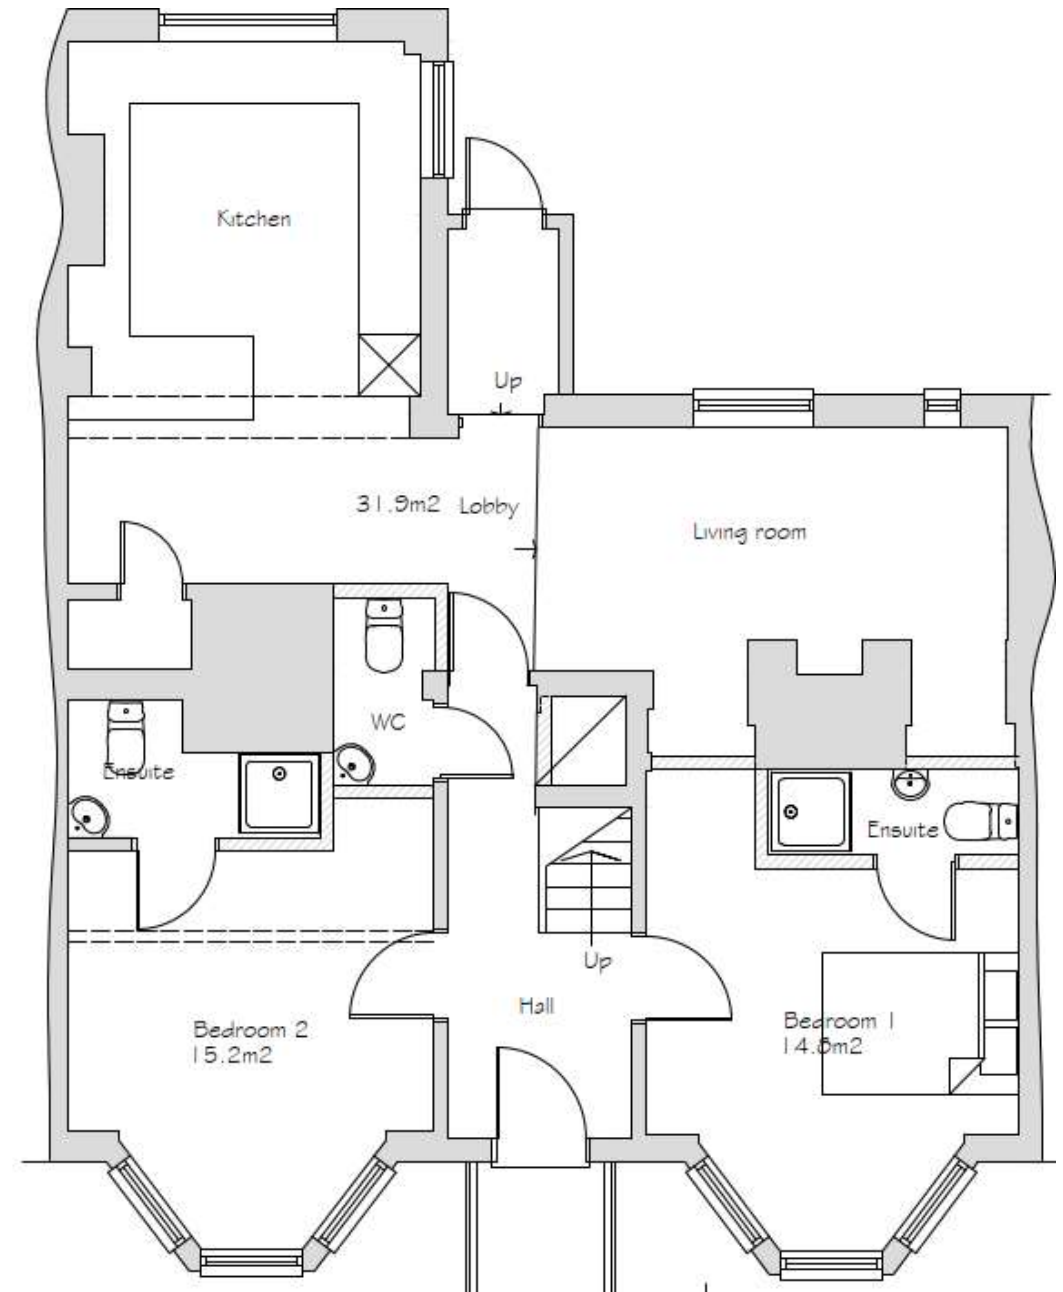 Kitchen
Up
31.9m2 Lobby
Living room
WC
Ensuite
Ensuite
Up
Hall
Bedroom 2
15.2m2
Bedroom 1
14.8m2